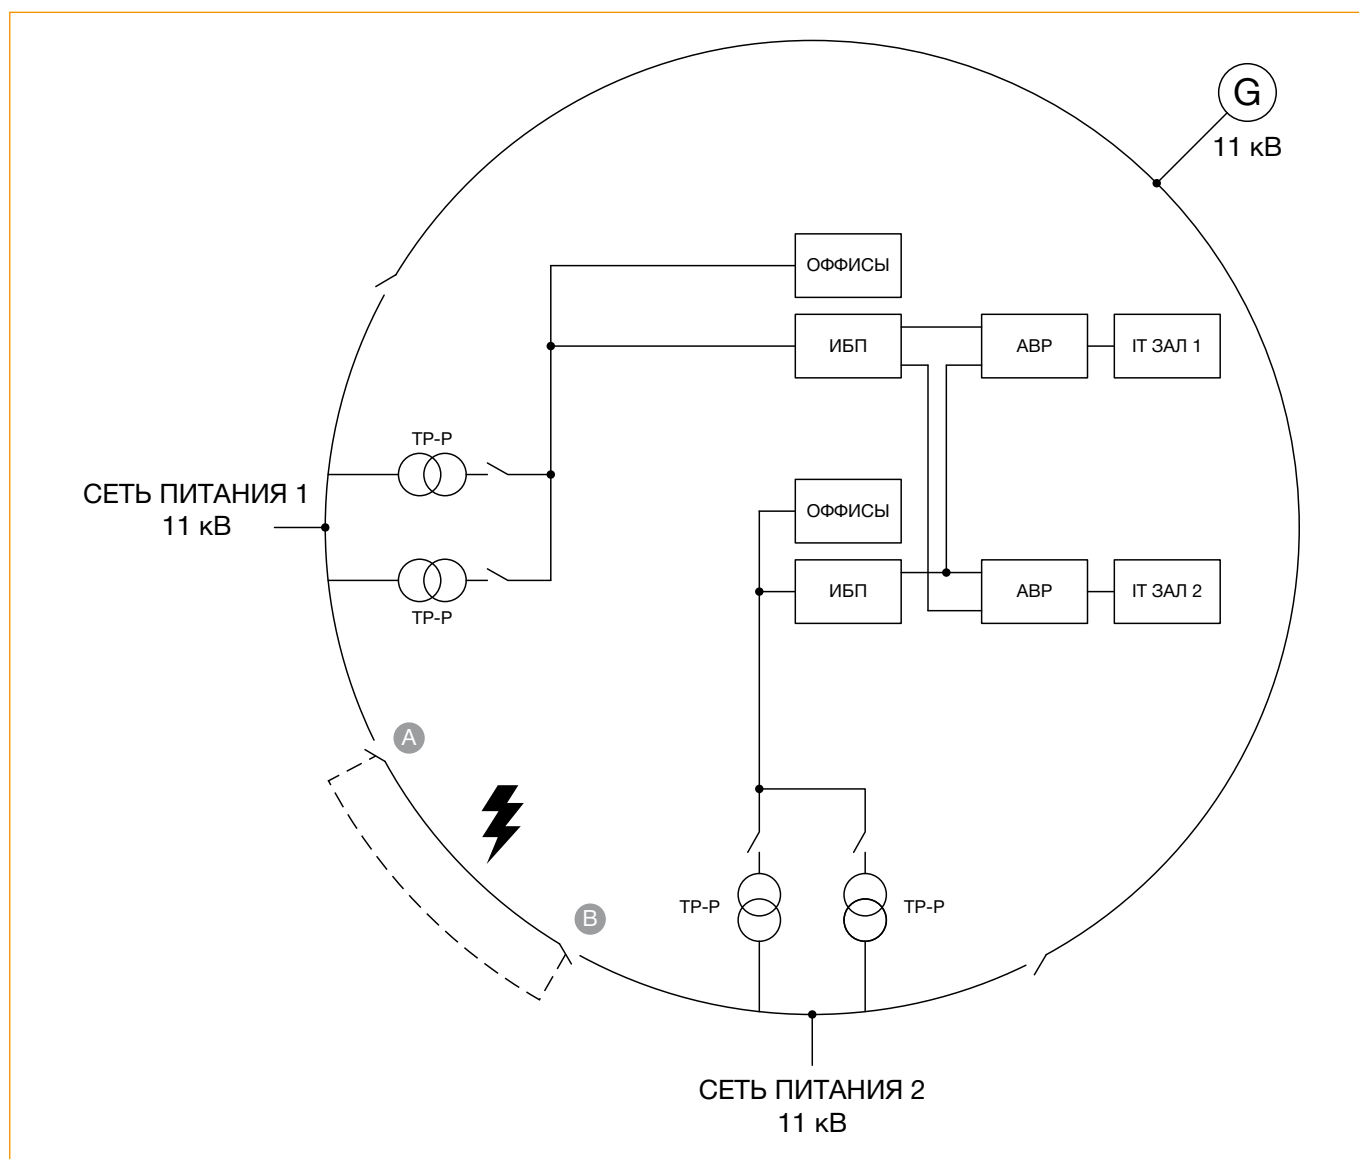 G
11 кВ
ОФФИСЫ
ИБП
АВР
IT ЗАЛ 1
ТР-Р
СЕТЬ ПИТАНИЯ 1
11 кВ
ТР-Р
ОФФИСЫ
ИБП
АВР
IT ЗАЛ 2
A
B
ТР-Р
ТР-Р
СЕТЬ ПИТАНИЯ 2
11 кВ